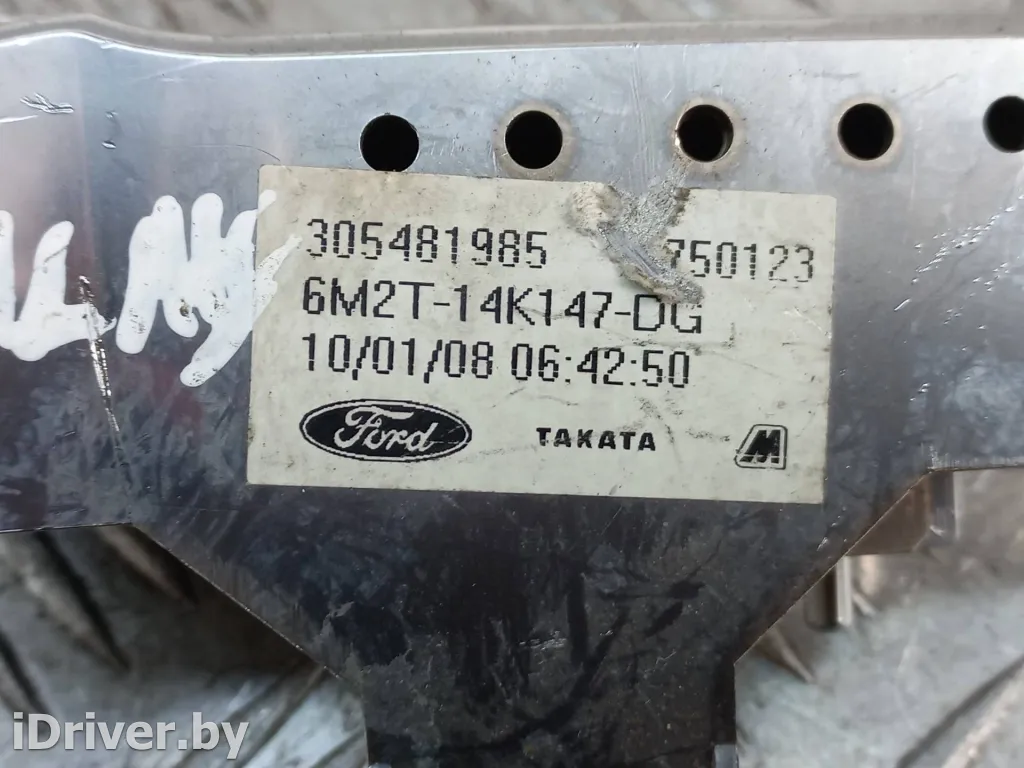 305481985 750123
6M2T-14K147-DG
10/01/08 06:42:50
Ford TAKATA M
iDriver.by